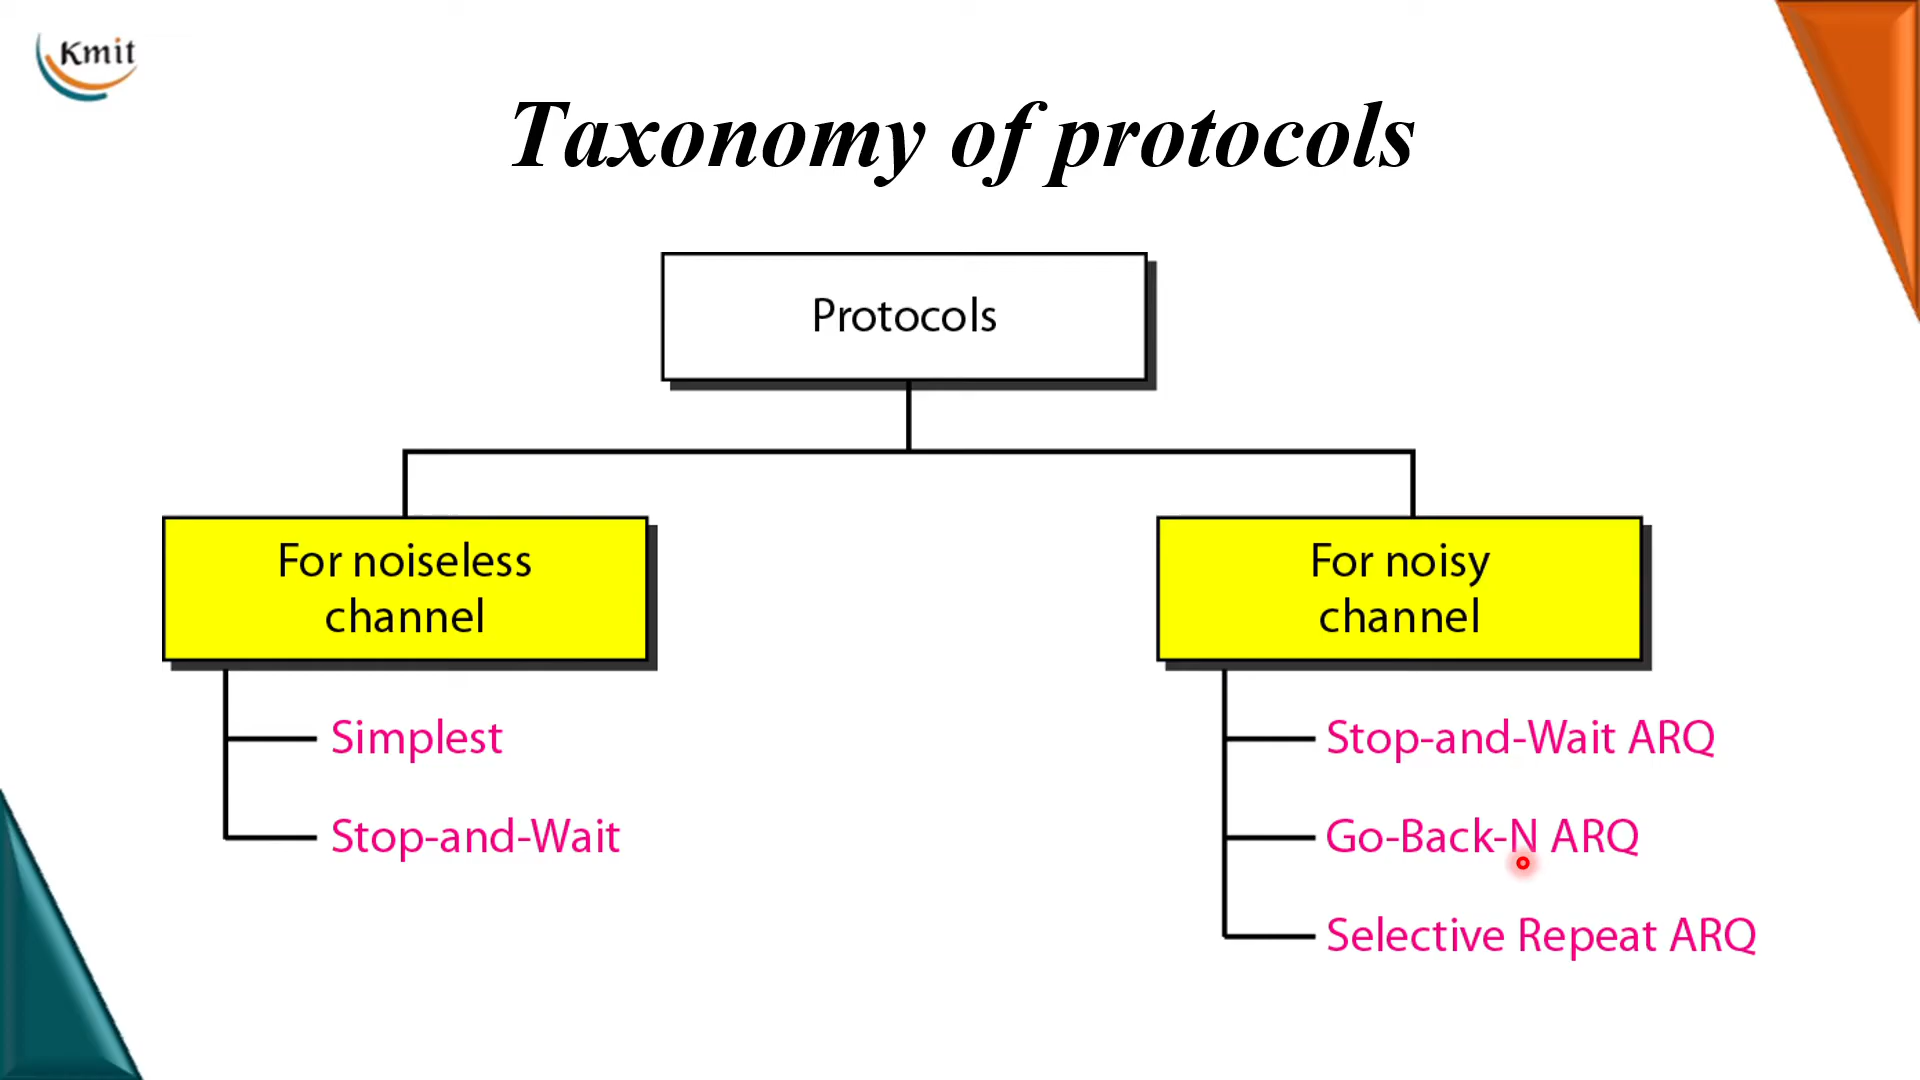 Kmit
Taxonomy of protocols
Protocols
For noiseless
channel
For noisy
channel
Simplest
Stop-and-Wait
Stop-and-Wait ARQ
Go-Back-N ARQ
Selective Repeat ARQ